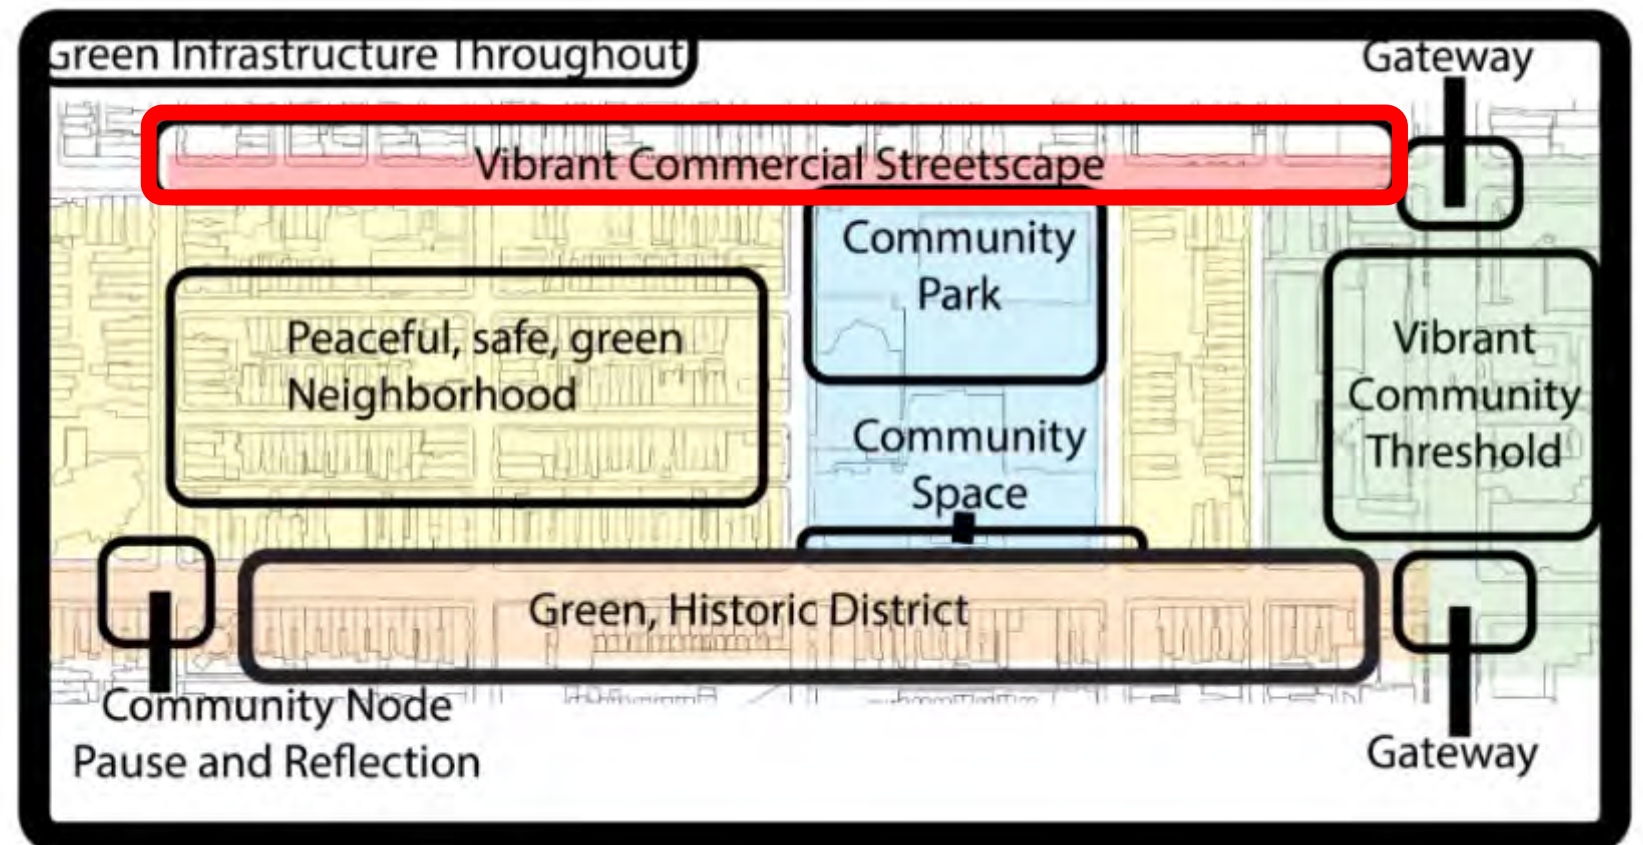 Green Infrastructure Throughout
Gateway
Vibrant Commercial Streetscape
Community
Park
Peaceful, safe, green
Neighborhood
Vibrant
Community
Threshold
Community
Space
Green, Historic District
Community Node
Pause and Reflection
Gateway